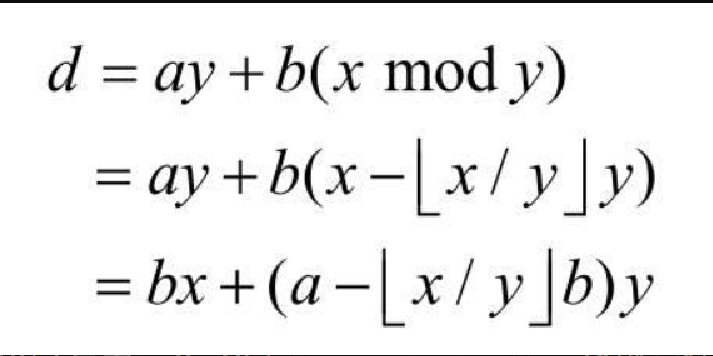 d = ay + b(x mod y)
= ay + b(x − ⌊x / y⌋y)
= bx + (a − ⌊x / y⌋b)y